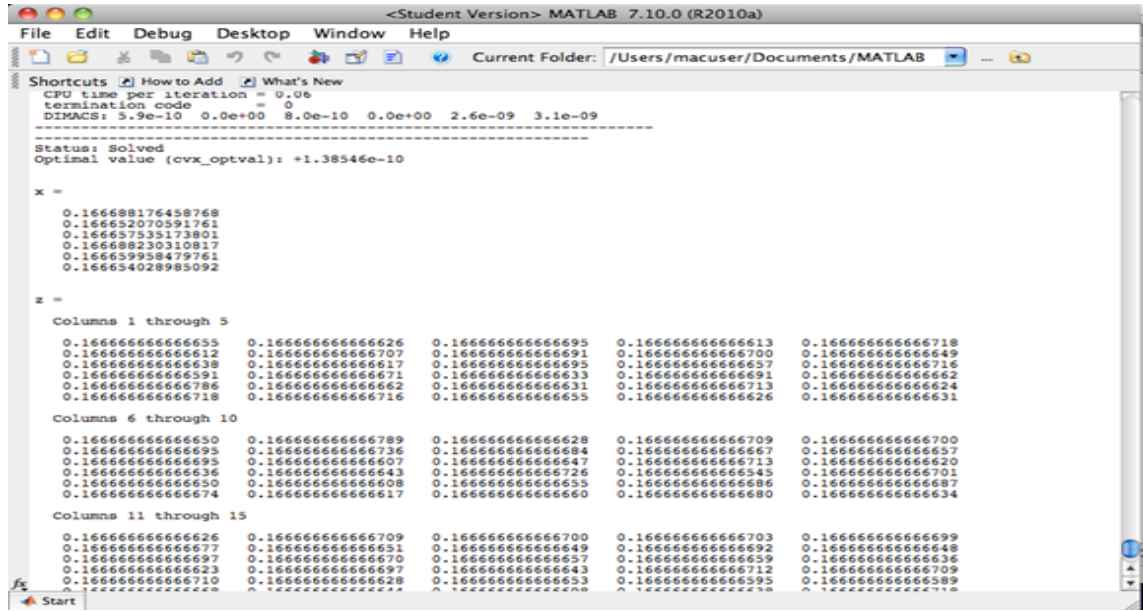 <Student Version> MATLAB 7.10.0 (R2010a)
File Edit Debug Desktop Window Help
Current Folder: /Users/macuser/Documents/MATLAB
Shortcuts How to Add What's New
CPU time per iteration = 0.06
termination code = 0
DIMACS: 5.9e-10 0.0e+00 8.0e-10 0.0e+00 2.6e-09 3.1e-09
------------------------------------------------------------------
------------------------------------------------------------
Status: Solved
Optimal value (cvx_optval): +1.38546e-10
x =
0.166688176458768
0.166652070591761
0.166657535173801
0.166688230310817
0.166659958479761
0.166654028985092
z =
Columns 1 through 5
0.166666666666655 0.166666666666626 0.166666666666695 0.166666666666613 0.166666666666718
0.166666666666612 0.166666666666707 0.166666666666691 0.166666666666700 0.166666666666649
0.166666666666638 0.166666666666617 0.166666666666695 0.166666666666657 0.166666666666716
0.166666666666591 0.166666666666671 0.166666666666633 0.166666666666691 0.166666666666662
0.166666666666786 0.166666666666662 0.166666666666631 0.166666666666713 0.166666666666624
0.166666666666718 0.166666666666716 0.166666666666655 0.166666666666626 0.166666666666631
Columns 6 through 10
0.166666666666650 0.166666666666789 0.166666666666628 0.166666666666709 0.166666666666700
0.166666666666695 0.166666666666736 0.166666666666684 0.166666666666667 0.166666666666657
0.166666666666695 0.166666666666607 0.166666666666647 0.166666666666713 0.166666666666620
0.166666666666636 0.166666666666643 0.166666666666726 0.166666666666545 0.166666666666701
0.166666666666650 0.166666666666608 0.166666666666655 0.166666666666686 0.166666666666687
0.166666666666674 0.166666666666617 0.166666666666660 0.166666666666680 0.166666666666634
Columns 11 through 15
0.166666666666626 0.166666666666709 0.166666666666700 0.166666666666703 0.166666666666699
0.166666666666677 0.166666666666651 0.166666666666649 0.166666666666692 0.166666666666648
0.166666666666697 0.166666666666670 0.166666666666657 0.166666666666659 0.166666666666636
0.166666666666623 0.166666666666697 0.166666666666643 0.166666666666712 0.166666666666709
0.166666666666710 0.166666666666628 0.166666666666653 0.166666666666595 0.166666666666589
fx
Start